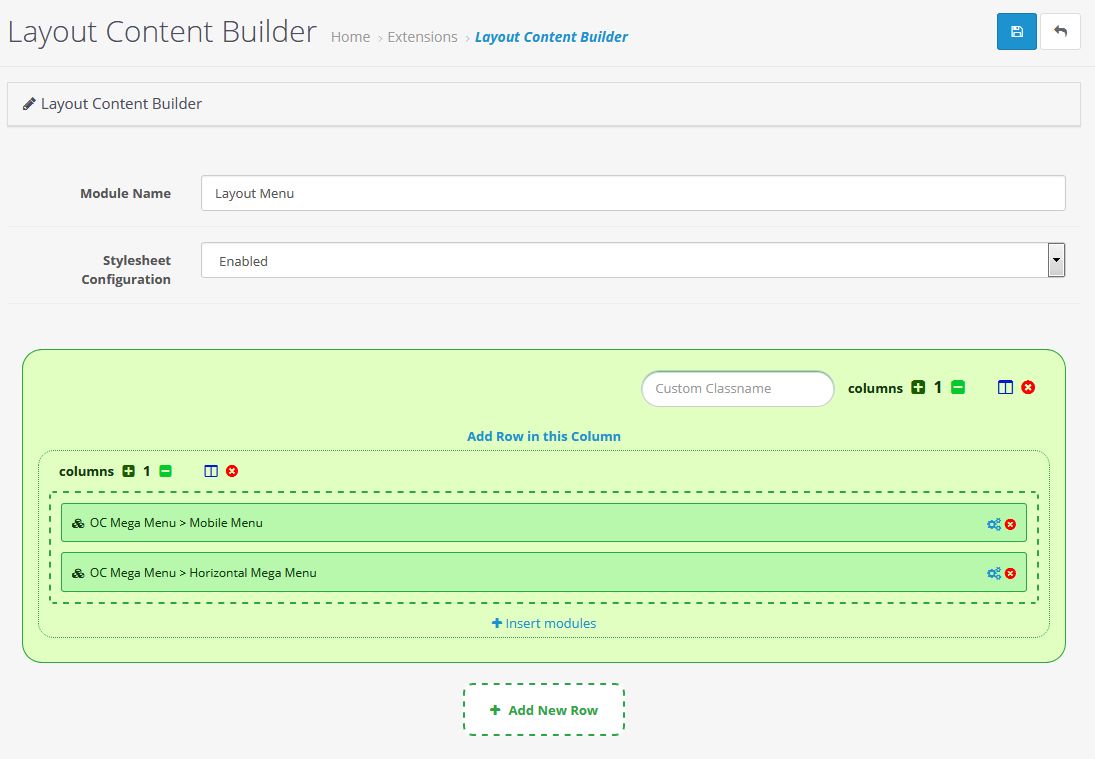 Layout Content Builder Home › Extensions › Layout Content Builder
Layout Content Builder
Module Name Layout Menu
Stylesheet Configuration Enabled
Custom Classname columns 1
Add Row in this Column
columns 1
OC Mega Menu > Mobile Menu
OC Mega Menu > Horizontal Mega Menu
Insert modules
Add New Row